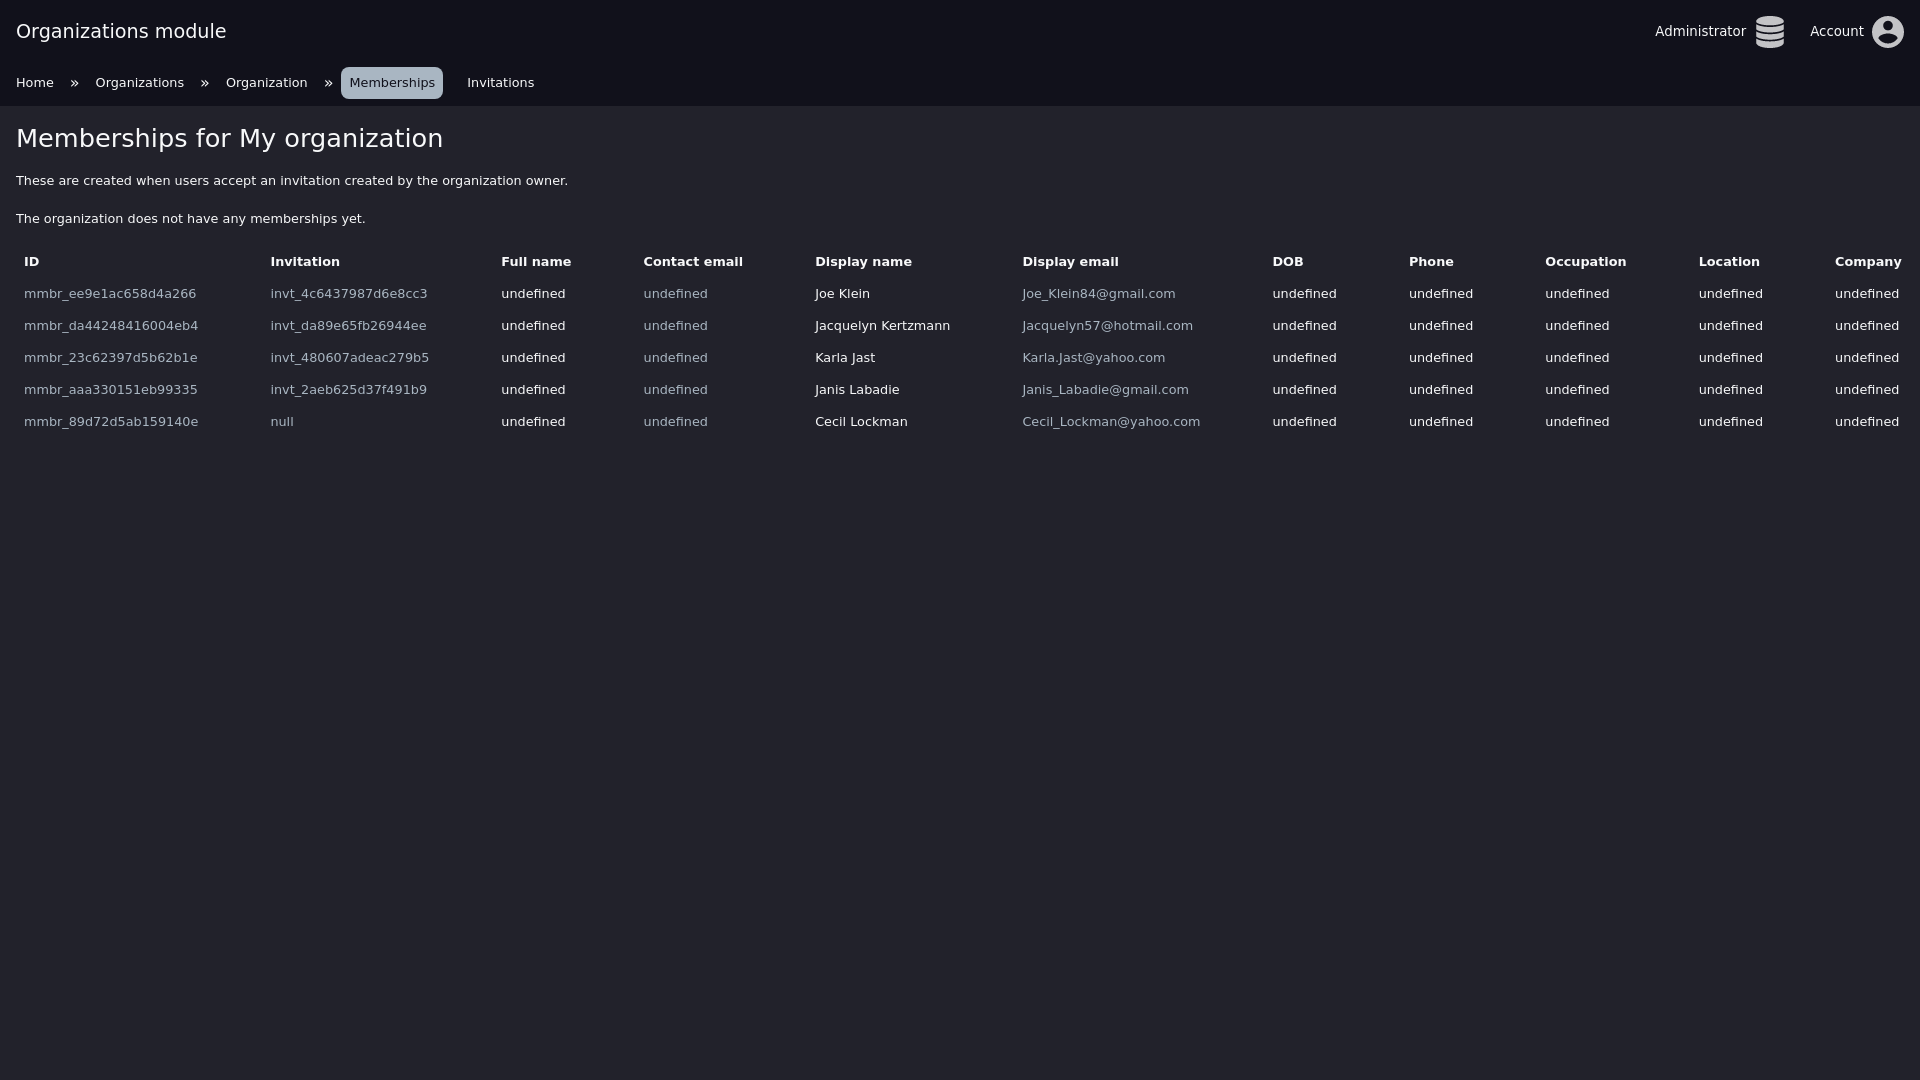 Organizations module
Administrator
Account
Home » Organizations » Organization » Memberships Invitations
Memberships for My organization
These are created when users accept an invitation created by the organization owner.
The organization does not have any memberships yet.
ID Invitation Full name Contact email Display name Display email DOB Phone Occupation Location Company
mmbr_ee9e1ac658d4a266 invt_4c6437987d6e8cc3 undefined undefined Joe Klein Joe_Klein84@gmail.com undefined undefined undefined undefined undefined
mmbr_da44248416004eb4 invt_da89e65fb26944ee undefined undefined Jacquelyn Kertzmann Jacquelyn57@hotmail.com undefined undefined undefined undefined undefined
mmbr_23c62397d5b62b1e invt_480607adeac279b5 undefined undefined Karla Jast Karla.Jast@yahoo.com undefined undefined undefined undefined undefined
mmbr_aaa330151eb99335 invt_2aeb625d37f491b9 undefined undefined Janis Labadie Janis_Labadie@gmail.com undefined undefined undefined undefined undefined
mmbr_89d72d5ab159140e null undefined undefined Cecil Lockman Cecil_Lockman@yahoo.com undefined undefined undefined undefined undefined